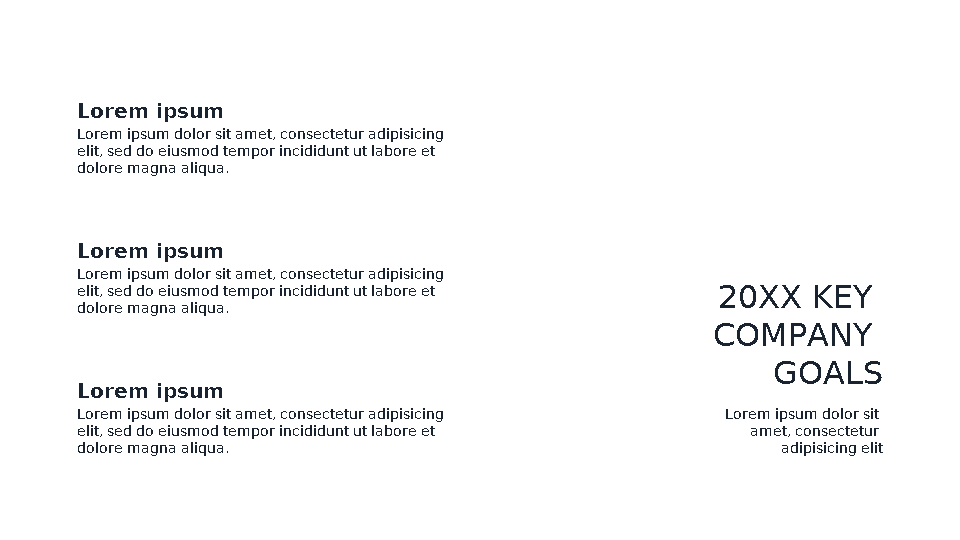 Lorem ipsum
Lorem ipsum dolor sit amet, consectetur adipisicing
elit, sed do eiusmod tempor incididunt ut labore et
dolore magna aliqua.
Lorem ipsum
Lorem ipsum dolor sit amet, consectetur adipisicing
elit, sed do eiusmod tempor incididunt ut labore et
dolore magna aliqua.
Lorem ipsum
Lorem ipsum dolor sit amet, consectetur adipisicing
elit, sed do eiusmod tempor incididunt ut labore et
dolore magna aliqua.
20XX KEY
COMPANY
GOALS
Lorem ipsum dolor sit
amet, consectetur
adipisicing elit